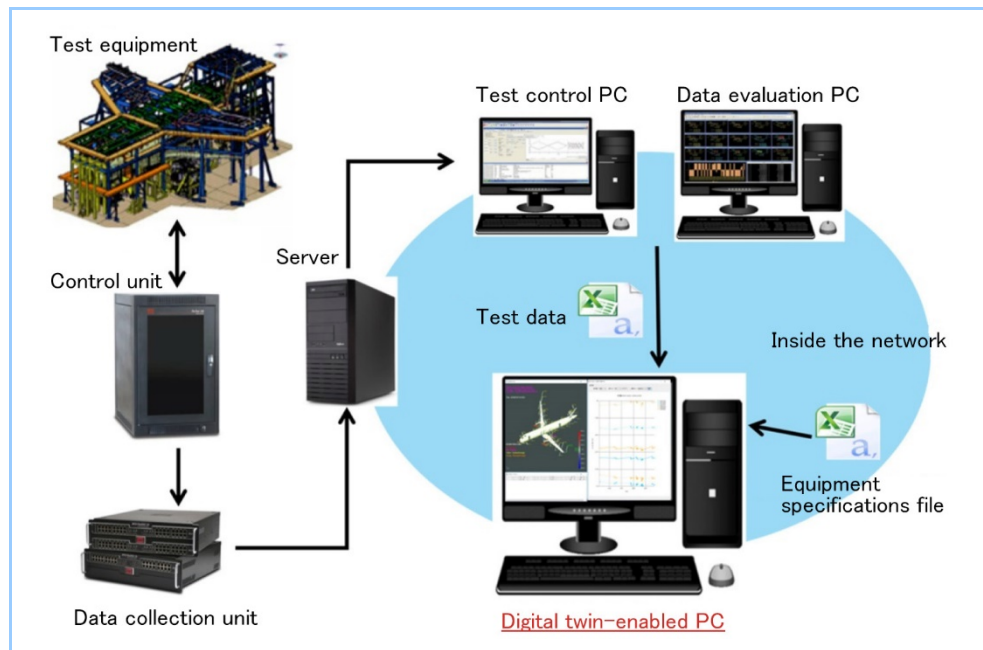 Test equipment
Test control PC
Data evaluation PC
Server
Control unit
Test data
Inside the network
Equipment
specifications file
Data collection unit
Digital twin-enabled PC